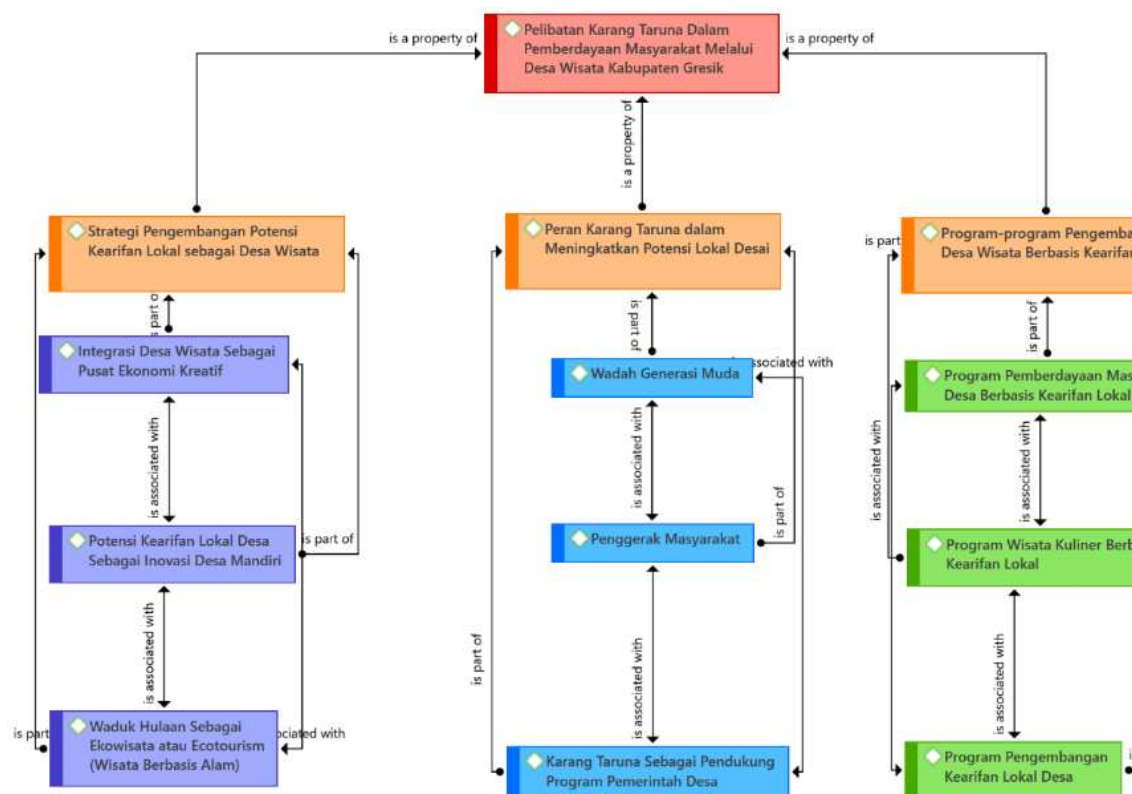 Pelibatan Karang Taruna Dalam
Pemberdayaan Masyarakat Melalui
Desa Wisata Kabupaten Gresik
is a property of
is a property of
is a property of
Strategi Pengembangan Potensi
Kearifan Lokal sebagai Desa Wisata
is part o
Integrasi Desa Wisata Sebagai
Pusat Ekonomi Kreatif
is associated with
Potensi Kearifan Lokal Desa
Sebagai Inovasi Desa Mandiri
is part of
is associated with
Waduk Hulaan Sebagai
Ekowisata atau Ecotourism
(Wisata Berbasis Alam)
is part
ociated with
Peran Karang Taruna dalam
Meningkatkan Potensi Lokal Desai
is part of
Wadah Generasi Muda
associated with
is associated with
Penggerak Masyarakat
is part of
is associated with
is part of
Karang Taruna Sebagai Pendukung
Program Pemerintah Desa
Program-program Pengemba
Desa Wisata Berbasis Kearifan
is part
is part of
Program Pemberdayaan Mas
Desa Berbasis Kearifan Lokal
is associated with
is associated with
Program Wisata Kuliner Berb
Kearifan Lokal
is associated with
Program Pengembangan
Kearifan Lokal Desa